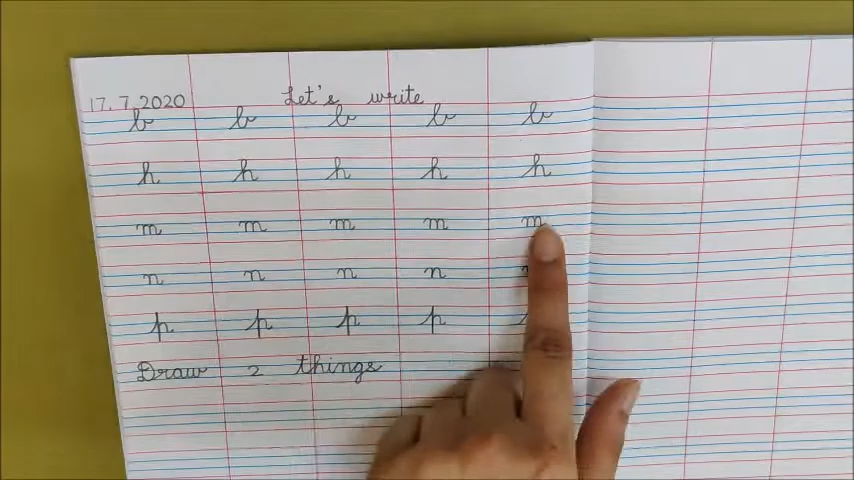 17.7.2020 Let's write
b b b b b
h h h h h
m m m m m
n n n n
p p p p
Draw 2 things